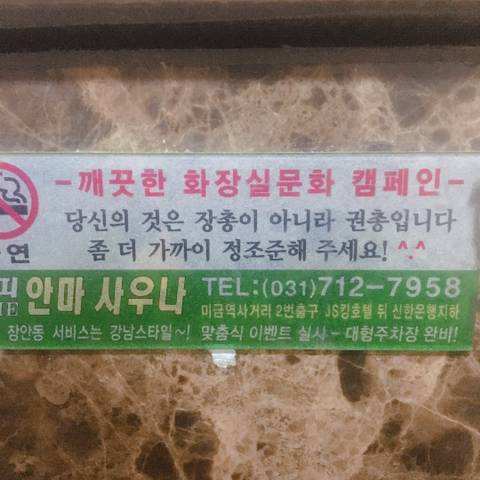 -깨끗한 화장실문화 캠페인-
당신의 것은 장총이 아니라 권총입니다
좀 더 가까이 정조준해 주세요! ^.^
연
피 안마 사우나 TEL:(031)712-7958
미금역사거리 2번출구 JS킹호텔 뒤 신한은행지하
장안동 서비스는 강남스타일~! 맞춤식 이벤트 실시- 대형주차장 완비!